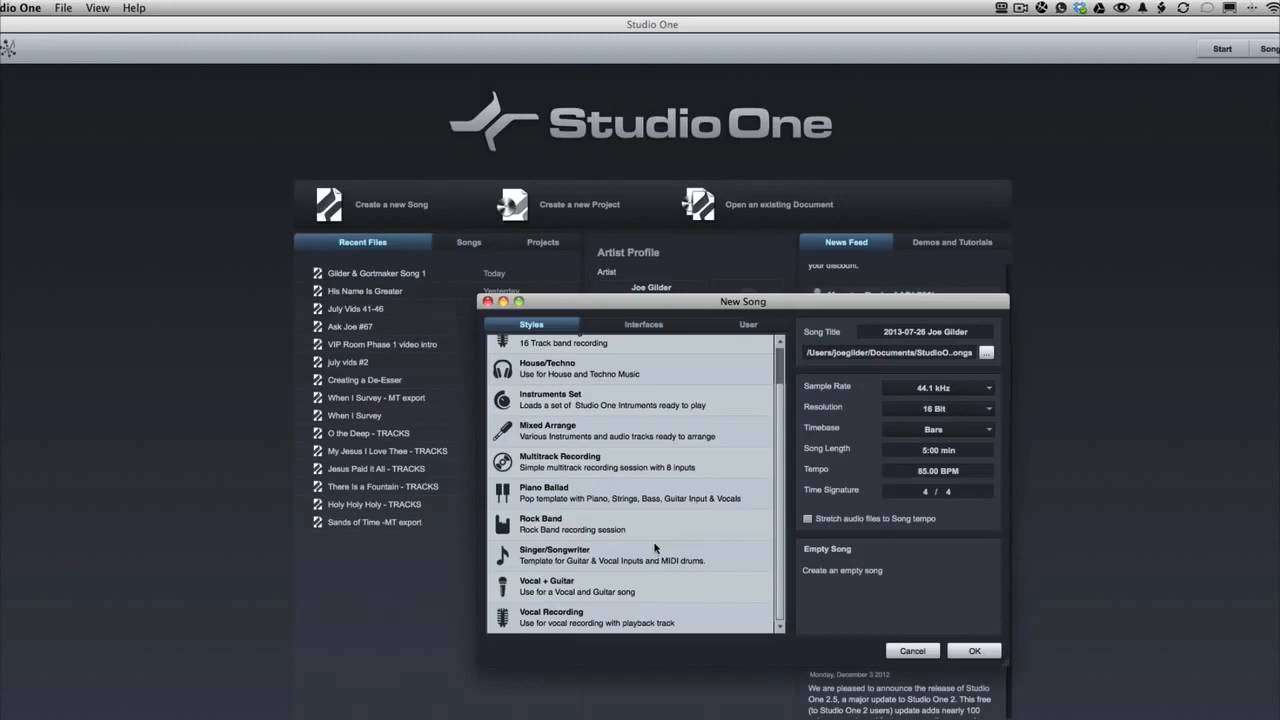 dio One File View Help
Studio One
Start Song
Studio One
Create a new Song
Create a new Project
Open an existing Document
Recent Files
Songs
Projects
Gilder & Gortmaker Song 1 Today
His Name Is Greater Yesterday
July Vids 41-46
Ask Joe #67
VIP Room Phase 1 video intro
july vids #2
Creating a De-Esser
When I Survey - MT export
When I Survey
O the Deep - TRACKS
My Jesus I Love Thee - TRACKS
Jesus Paid it All - TRACKS
There Is a Fountain - TRACKS
Holy Holy Holy - TRACKS
Sands of Time -MT export
Artist Profile
Artist
Joe Gilder
News Feed
Demos and Tutorials
your discount.
New Song
Styles
Interfaces
User
16 Track band recording
House/Techno
Use for House and Techno Music
Instruments Set
Loads a set of Studio One Intruments ready to play
Mixed Arrange
Various Instruments and audio tracks ready to arrange
Multitrack Recording
Simple multitrack recording session with 8 inputs
Piano Ballad
Pop template with Piano, Strings, Bass, Guitar Input & Vocals
Rock Band
Rock Band recording session
Singer/Songwriter
Template for Guitar & Vocal Inputs and MIDI drums.
Vocal + Guitar
Use for a Vocal and Guitar song
Vocal Recording
Use for vocal recording with playback track
Song Title 2013-07-26 Joe Gilder
/Users/joegilder/Documents/StudioO..ongs ...
Sample Rate 44.1 kHz
Resolution 16 Bit
Timebase Bars
Song Length 5:00 min
Tempo 85.00 BPM
Time Signature 4 / 4
Stretch audio files to Song tempo
Empty Song
Create an empty song
Cancel
OK
Monday, December 3 2012
We are pleased to announce the release of Studio
One 2.5, a major update to Studio One 2. This free
(to Studio One 2 users) update adds nearly 100